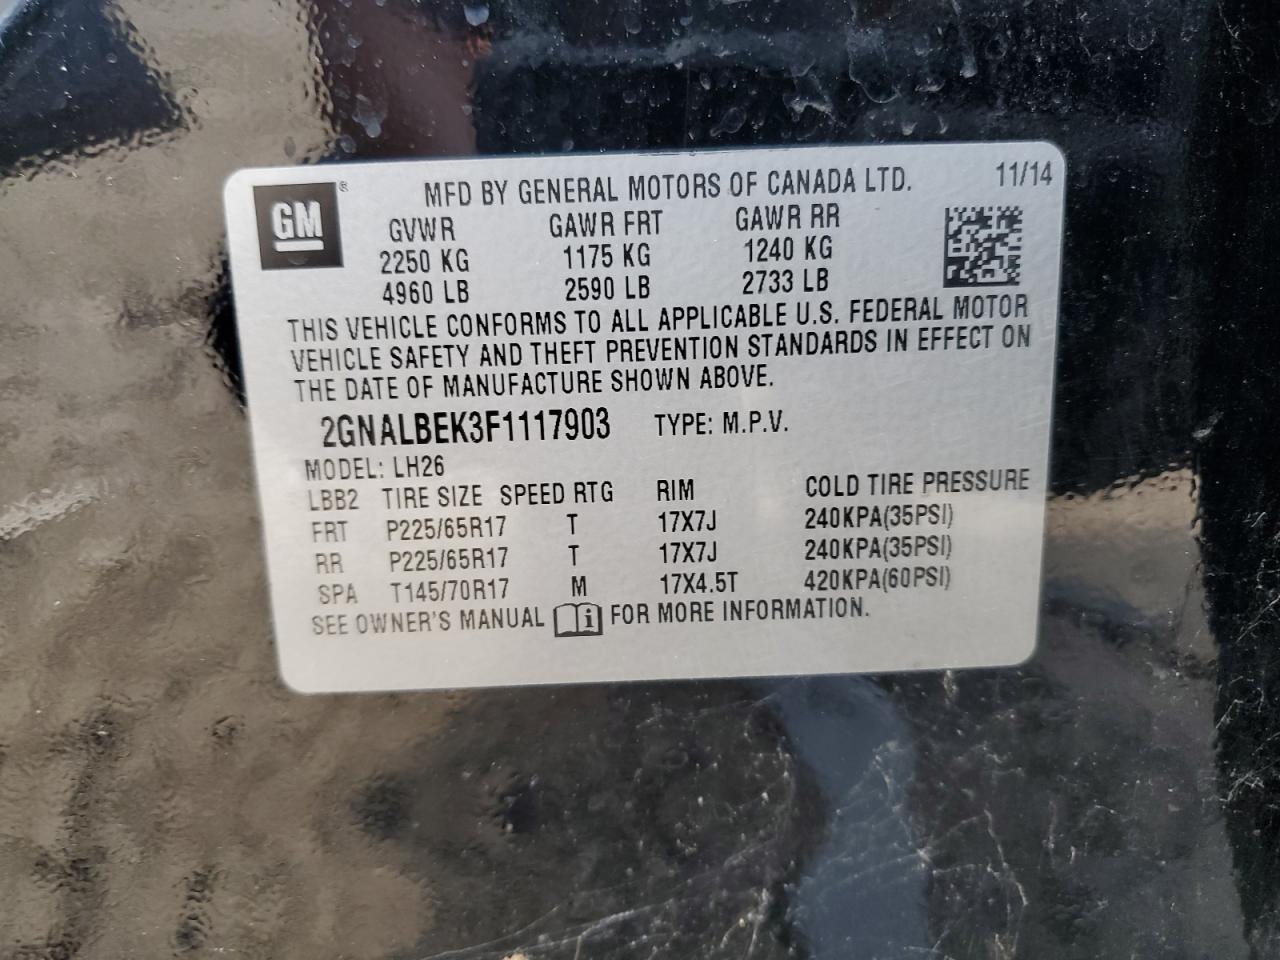 GM ® MFD BY GENERAL MOTORS OF CANADA LTD. 11/14
GVWR GAWR FRT GAWR RR
2250 KG 1175 KG 1240 KG
4960 LB 2590 LB 2733 LB
THIS VEHICLE CONFORMS TO ALL APPLICABLE U.S. FEDERAL MOTOR
VEHICLE SAFETY AND THEFT PREVENTION STANDARDS IN EFFECT ON
THE DATE OF MANUFACTURE SHOWN ABOVE.
2GNALBEK3F1117903 TYPE: M.P.V.
MODEL: LH26
LBB2 TIRE SIZE SPEED RTG RIM COLD TIRE PRESSURE
FRT P225/65R17 T 17X7J 240KPA(35PSI)
RR P225/65R17 T 17X7J 240KPA(35PSI)
SPA T145/70R17 M 17X4.5T 420KPA(60PSI)
SEE OWNER'S MANUAL i FOR MORE INFORMATION.